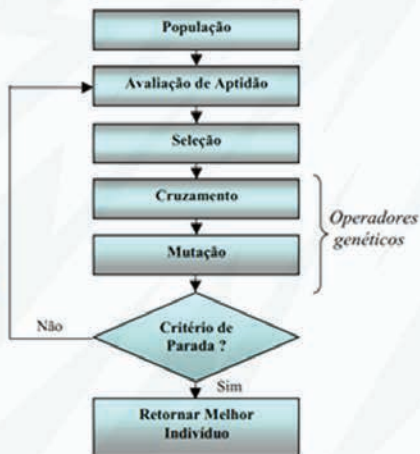 População
Avaliação de Aptidão
Seleção
Cruzamento
Operadores
genéticos
Mutação
Critério de
Parada ?
Não
Sim
Retornar Melhor
Indivíduo